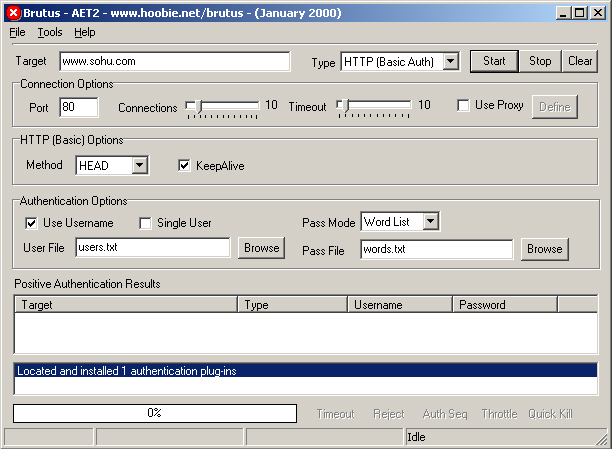 Brutus - AET2 - www.hoobie.net/brutus - (January 2000)
File Tools Help
Target www.sohu.com Type HTTP (Basic Auth) Start Stop Clear
Connection Options
Port 80 Connections 10 Timeout 10 Use Proxy Define
HTTP (Basic) Options
Method HEAD KeepAlive
Authentication Options
Use Username Single User Pass Mode Word List
User File users.txt Browse Pass File words.txt Browse
Positive Authentication Results
Target Type Username Password
Located and installed 1 authentication plug-ins
0% Timeout Reject Auth Seq Throttle Quick Kill
Idle